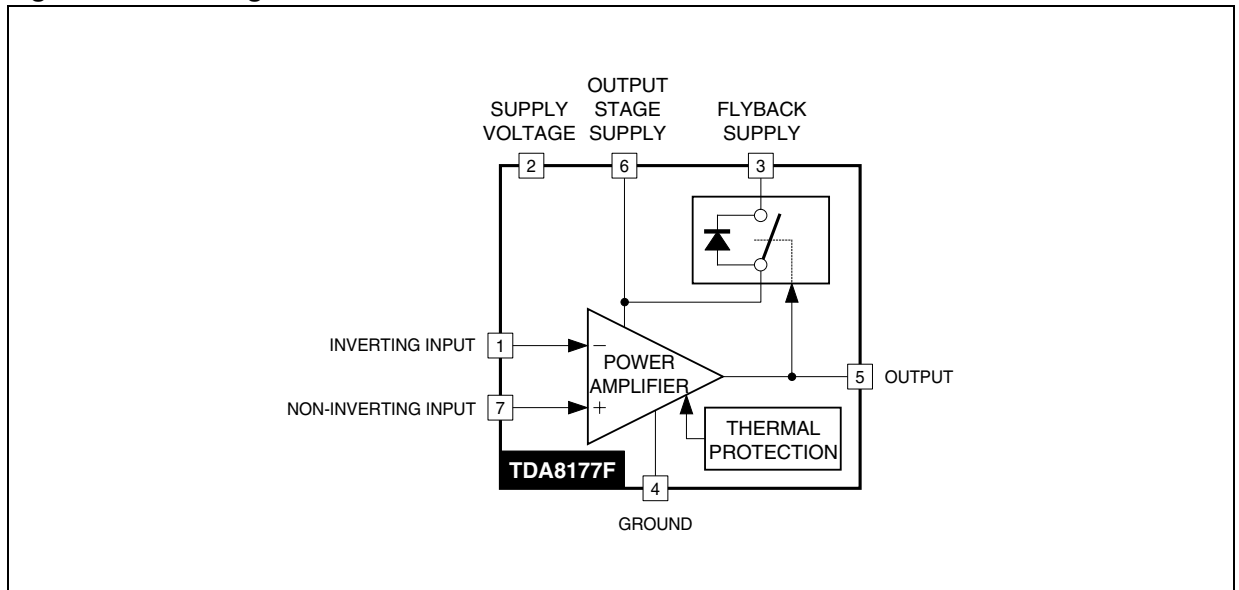 OUTPUT
SUPPLY STAGE FLYBACK
VOLTAGE SUPPLY SUPPLY
2 6 3
INVERTING INPUT 1 −
POWER
AMPLIFIER
5 OUTPUT
NON-INVERTING INPUT 7 +
THERMAL
PROTECTION
TDA8177F
4
GROUND